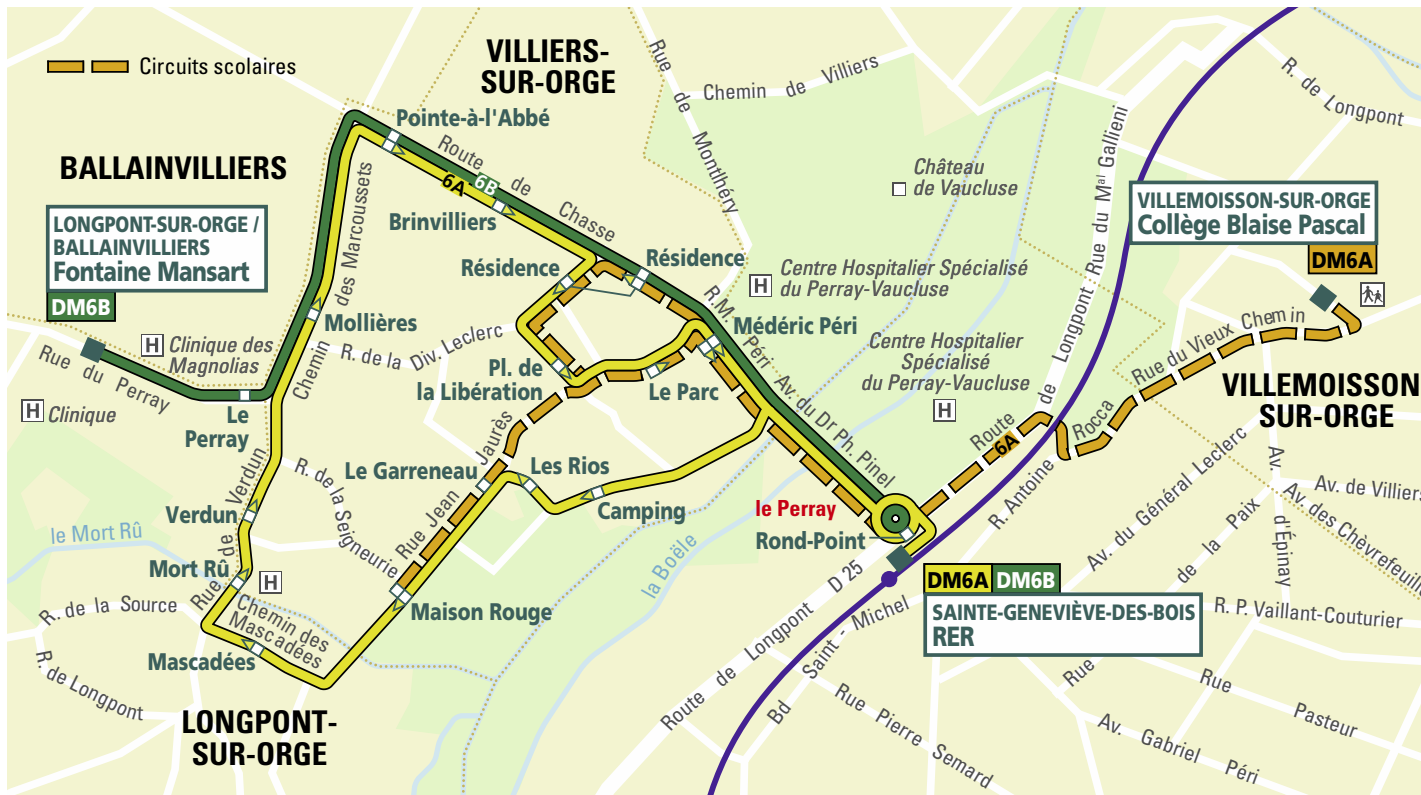 Circuits scolaires
VILLIERS-
SUR-ORGE
Rue de Montlhéry
Chemin de Villiers
R. de Longpont
Pointe-à-l'Abbé
BALLAINVILLIERS
LONGPONT-SUR-ORGE /
BALLAINVILLIERS
Fontaine Mansart
DM6B
Route de Chasse
6A
6B
Brinvilliers
Chemin des Marcoussets
Château
de Vaucluse
Rue du Mal Gallieni
VILLEMOISSON-SUR-ORGE
Collège Blaise Pascal
DM6A
Résidence
Résidence
H
Centre Hospitalier Spécialisé
du Perray-Vaucluse
R.M. Péri
Médéric Péri
Mollières
H
Clinique des
Magnolias
Rue du Perray
R. de la Div. Leclerc
Pl. de
la Libération
Le Parc
Centre Hospitalier
Spécialisé
du Perray-Vaucluse
H
Rue du Vieux Chemin
VILLEMOISSON
SUR-ORGE
H
Clinique
Le
Perray
Av. du Dr Ph. Pinel
Route de Longpont
6A
R. Antoine Rocca
Rue Jean Jaurès
Le Garreneau
Les Rios
Camping
R. de la Seigneurie
Rue de Verdun
Verdun
le Mort Rû
Mort Rû
H
le Perray
Rond-Point
la Boële
Av. du Général Leclerc
Av. de Villiers
Av. d'Épinay
Av. des Chèvrefeuill
Rue de la Paix
R. de la Source
Chemin des
Mascadées
Maison Rouge
Mascadées
R. de Longpont
LONGPONT-
SUR-ORGE
Route de Longpont D 25
Bd Saint-Michel
DM6A
DM6B
SAINTE-GENEVIÈVE-DES-BOIS
RER
R. P. Vaillant-Couturier
Rue Pierre Semard
Rue Pasteur
Av. Gabriel Péri